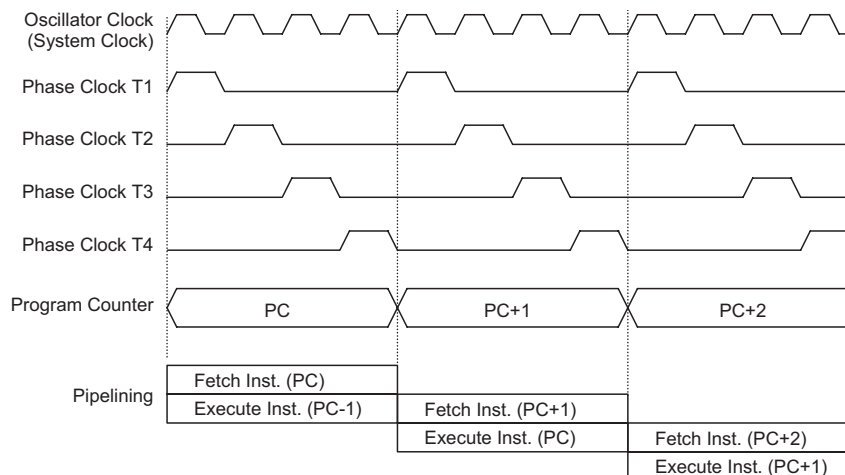 Oscillator Clock
(System Clock)
Phase Clock T1
Phase Clock T2
Phase Clock T3
Phase Clock T4
Program Counter
PC
PC+1
PC+2
Pipelining
Fetch Inst. (PC)
Execute Inst. (PC-1)
Fetch Inst. (PC+1)
Execute Inst. (PC)
Fetch Inst. (PC+2)
Execute Inst. (PC+1)